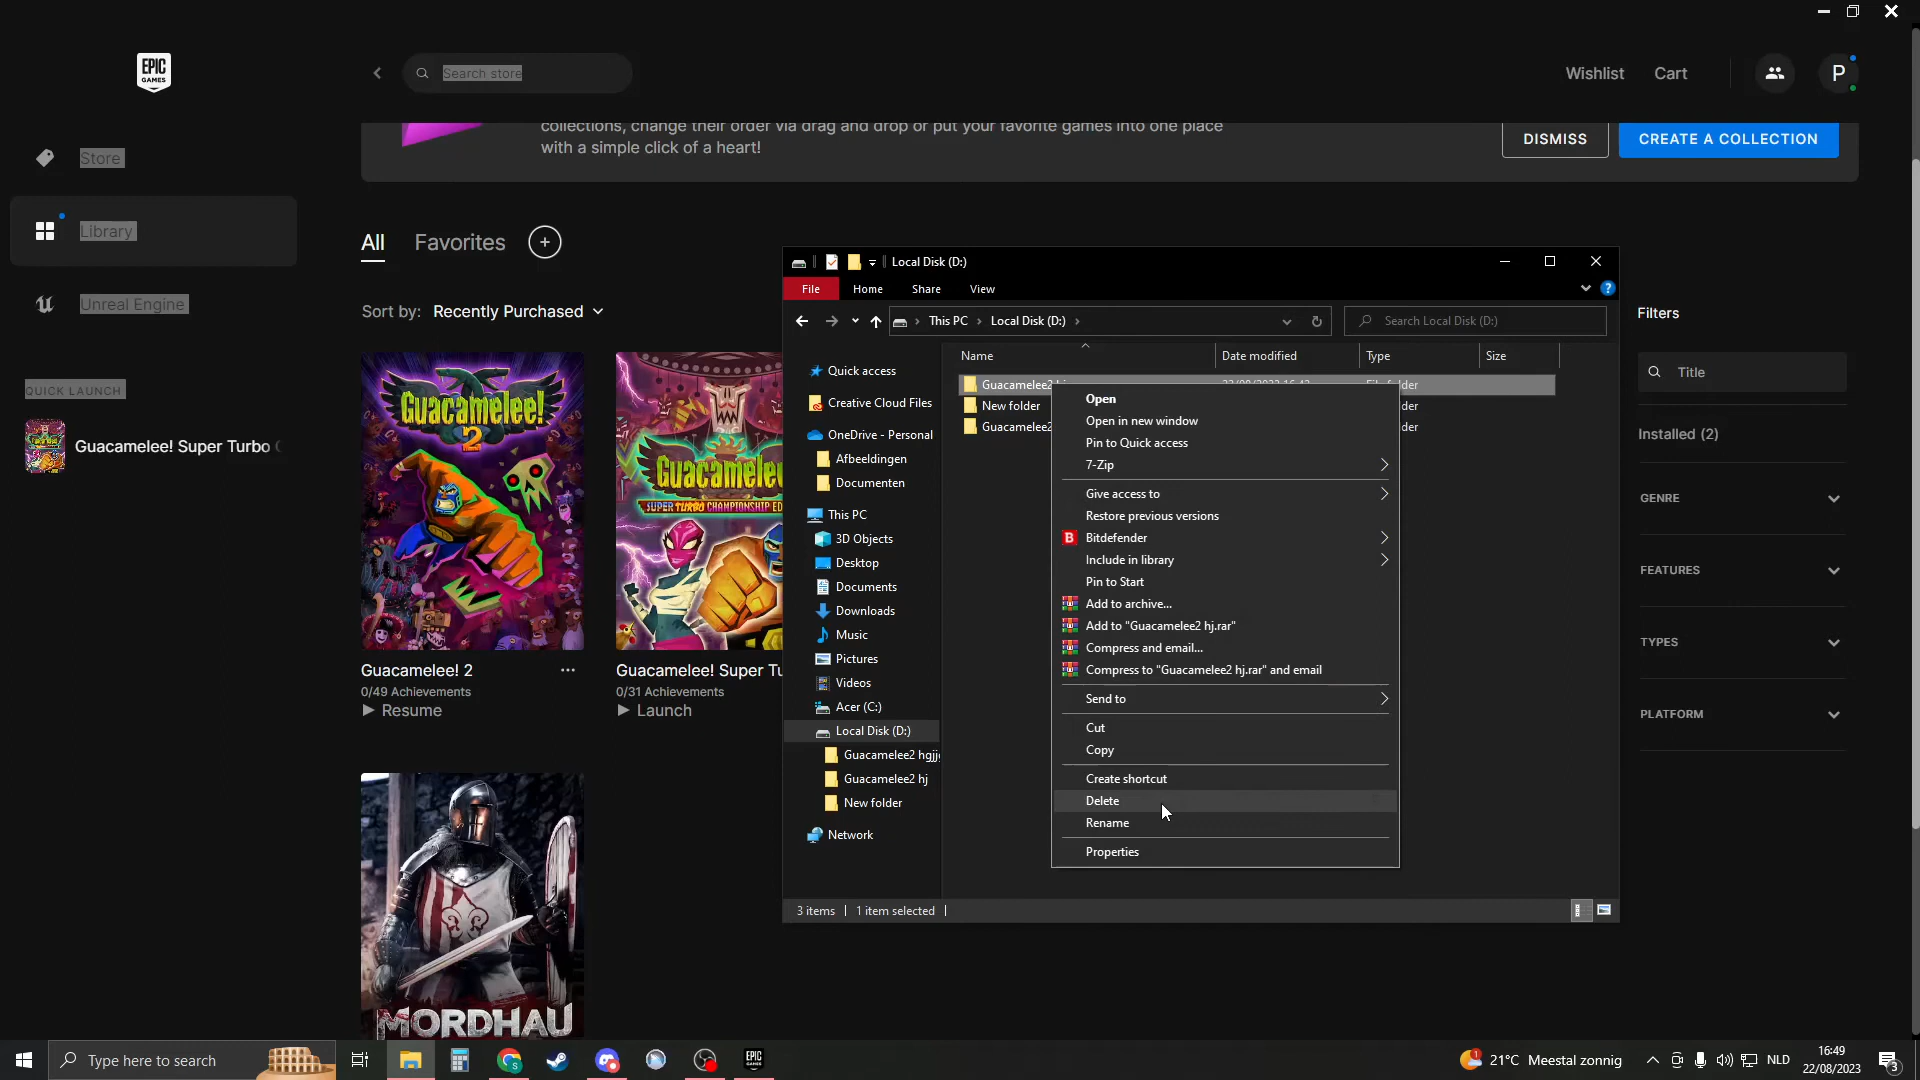 EPIC
GAMES
Search store
Wishlist
Cart
P
collections, change their order via drag and drop or put your favorite games into one place
with a simple click of a heart!
DISMISS
CREATE A COLLECTION
Store
Library
Unreal Engine
QUICK LAUNCH
Guacamelee! Super Turbo
All
Favorites
Sort by: Recently Purchased
Guacamelee!
2
Guacamelee
SUPER TURBO CHAMPIONSHIP
Guacamelee! 2
0/49 Achievements
Resume
Guacamelee! Super Tu
0/31 Achievements
Launch
MORDHAU
Local Disk (D:)
File
Home
Share
View
This PC
Local Disk (D:)
Search Local Disk (D:)
Name
Date modified
Type
Size
Quick access
Creative Cloud Files
OneDrive - Personal
Afbeeldingen
Documenten
This PC
3D Objects
Desktop
Documents
Downloads
Music
Pictures
Videos
Acer (C:)
Local Disk (D:)
Guacamelee2 hgjj
Guacamelee2 hj
New folder
Network
Guacamelee2
New folder
Guacamelee2
Open
Open in new window
Pin to Quick access
7-Zip
Give access to
Restore previous versions
Bitdefender
Include in library
Pin to Start
Add to archive...
Add to "Guacamelee2 hj.rar"
Compress and email...
Compress to "Guacamelee2 hj.rar" and email
Send to
Cut
Copy
Create shortcut
Delete
Rename
Properties
3 items
1 item selected
Filters
Title
Installed (2)
GENRE
FEATURES
TYPES
PLATFORM
Type here to search
EPIC
21°C Meestal zonnig
NLD
16:49
22/08/2023
3